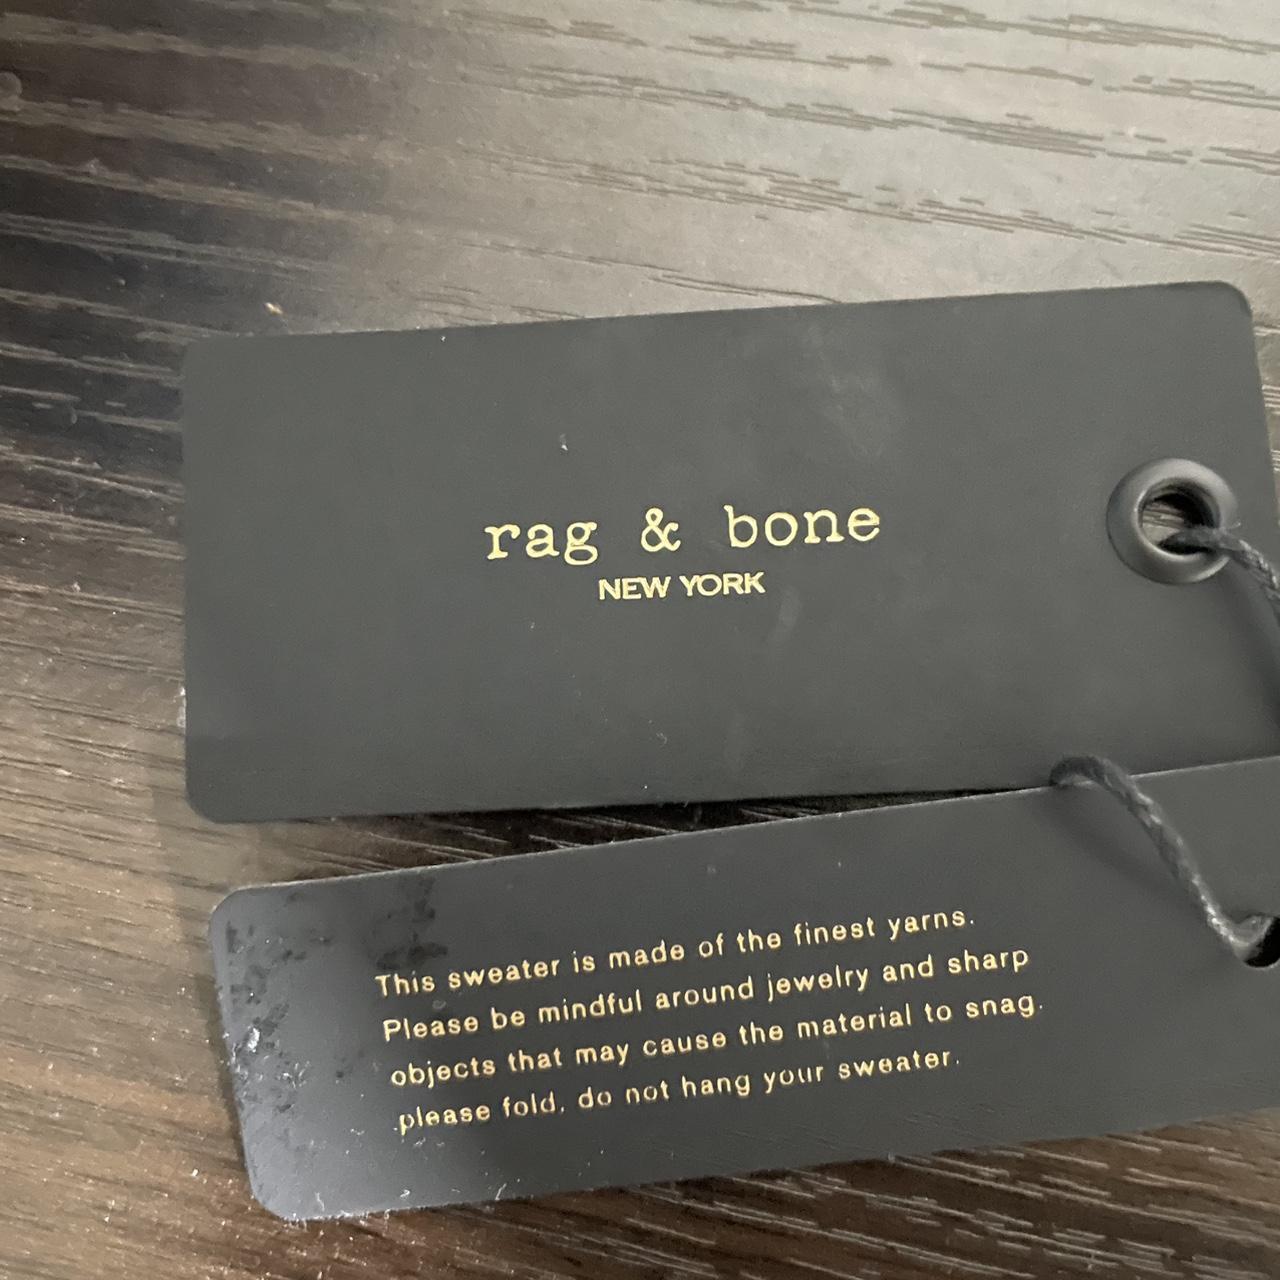 rag & bone
NEW YORK
This sweater is made of the finest yarns.
Please be mindful around jewelry and sharp
objects that may cause the material to snag.
please fold, do not hang your sweater.